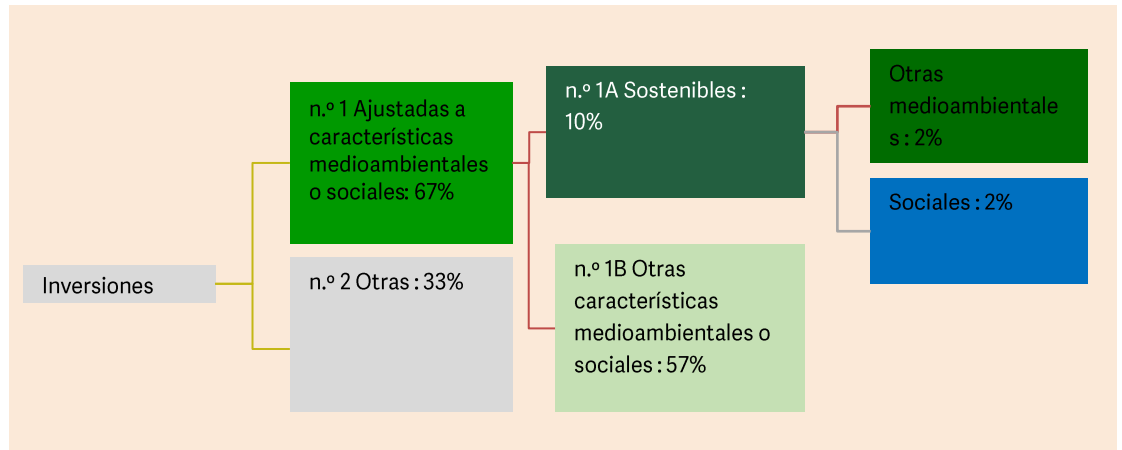 Inversiones
n.º 1 Ajustadas a
características
medioambientales
o sociales: 67%
n.º 2 Otras : 33%
n.º 1A Sostenibles :
10%
n.º 1B Otras
características
medioambientales o
sociales : 57%
Otras
medioambientale
s : 2%
Sociales : 2%